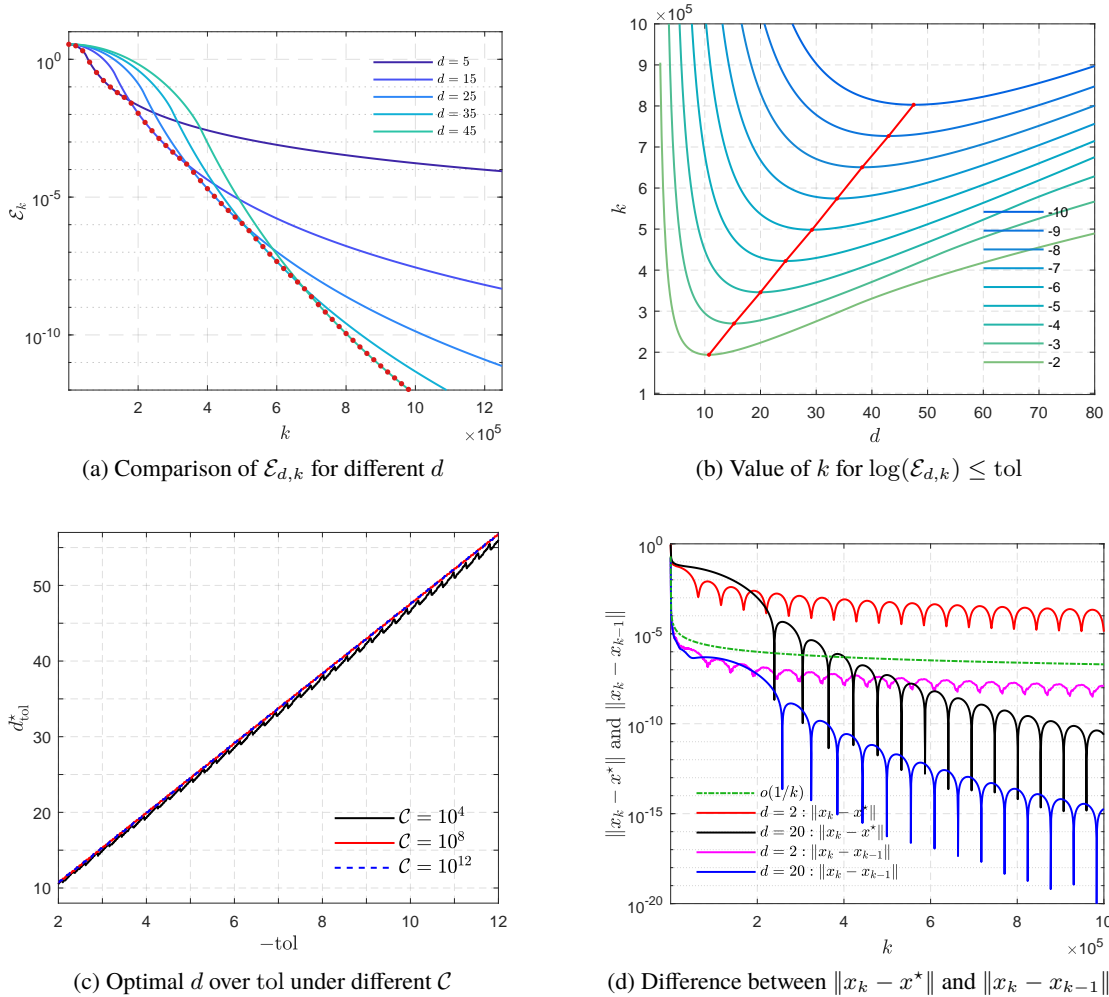 10^0
10^-5
10^-10
ℰ_k
2 4 6 8 10 12
k
×10^5
d = 5
d = 15
d = 25
d = 35
d = 45
(a) Comparison of ℰ_{d,k} for different d
×10^5
9
8
7
6
5
4
3
2
1
k
10 20 30 40 50 60 70 80
d
-10
-9
-8
-7
-6
-5
-4
-3
-2
(b) Value of k for log(ℰ_{d,k}) ≤ tol
50
40
30
20
10
d^⋆_tol
2 4 6 8 10 12
−tol
𝒞 = 10^4
𝒞 = 10^8
𝒞 = 10^12
(c) Optimal d over tol under different 𝒞
10^0
10^-5
10^-10
10^-15
10^-20
∥x_k − x^⋆∥ and ∥x_k − x_{k−1}∥
2 4 6 8 10
k
×10^5
o(1/k)
d = 2 : ∥x_k − x^⋆∥
d = 20 : ∥x_k − x^⋆∥
d = 2 : ∥x_k − x_{k−1}∥
d = 20 : ∥x_k − x_{k−1}∥
(d) Difference between ∥x_k − x^⋆∥ and ∥x_k − x_{k−1}∥